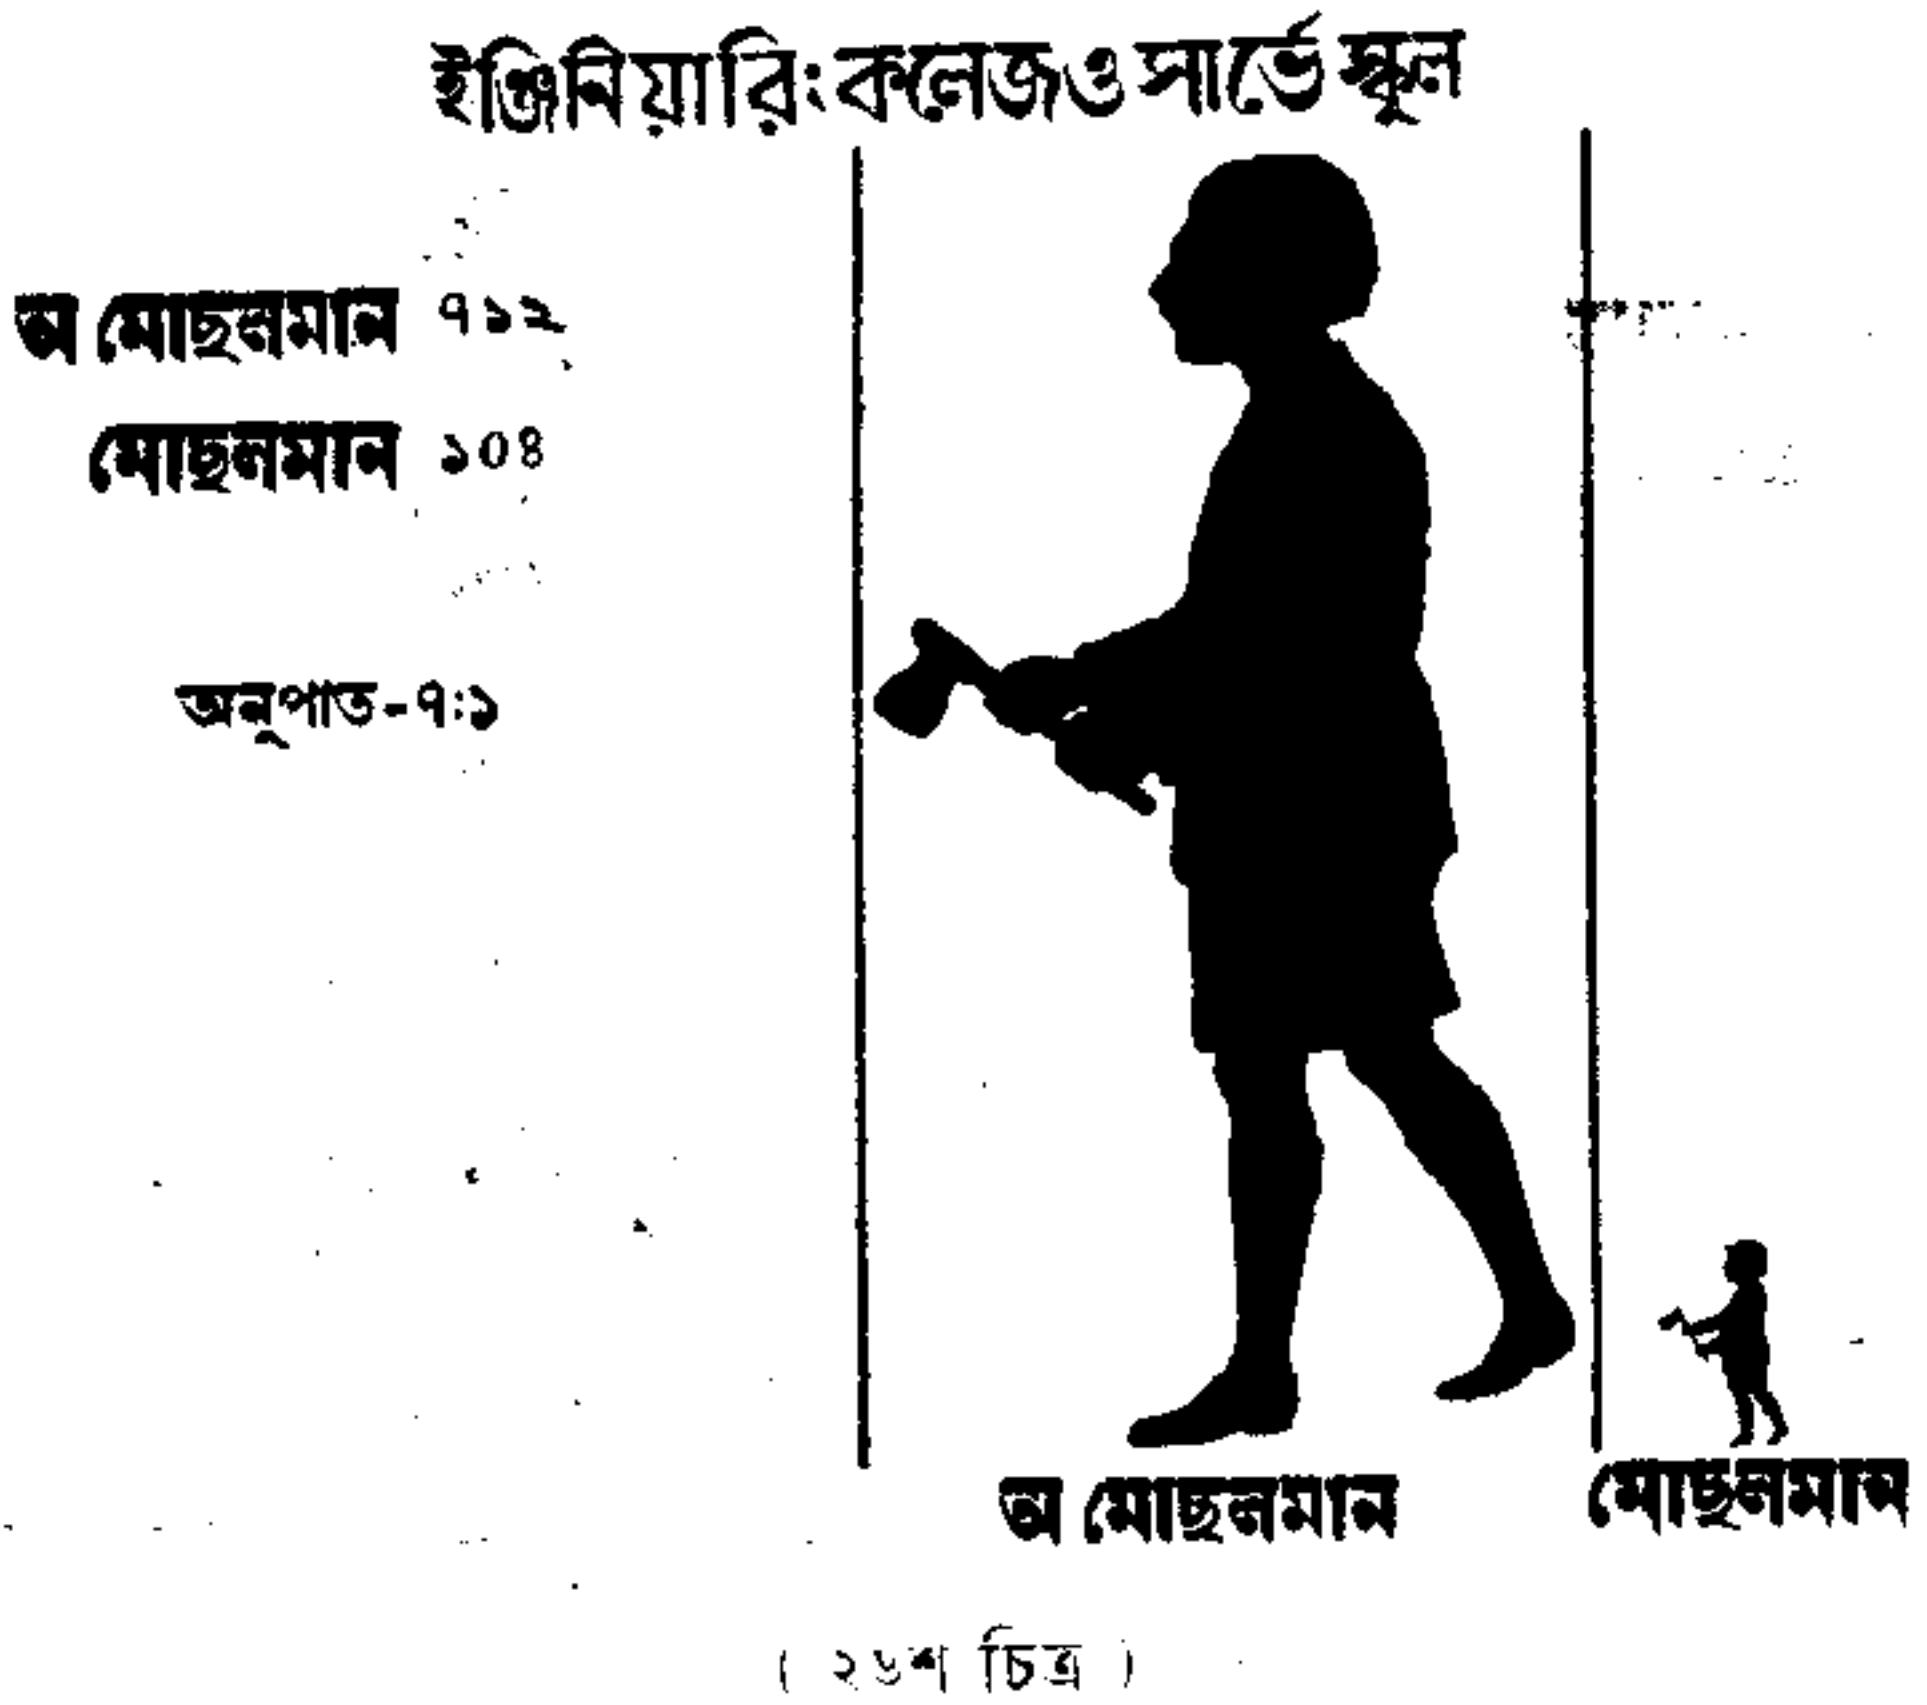 ইঞ্জিনিয়ারিং কলেজ ও সার্ভে স্কুল
অ মোছলমান ৭১২
মোছলমান ১০৪
অনুপাত-৭:১
অ মোছলমান
মোছলমান
( ২৬শ চিত্র )